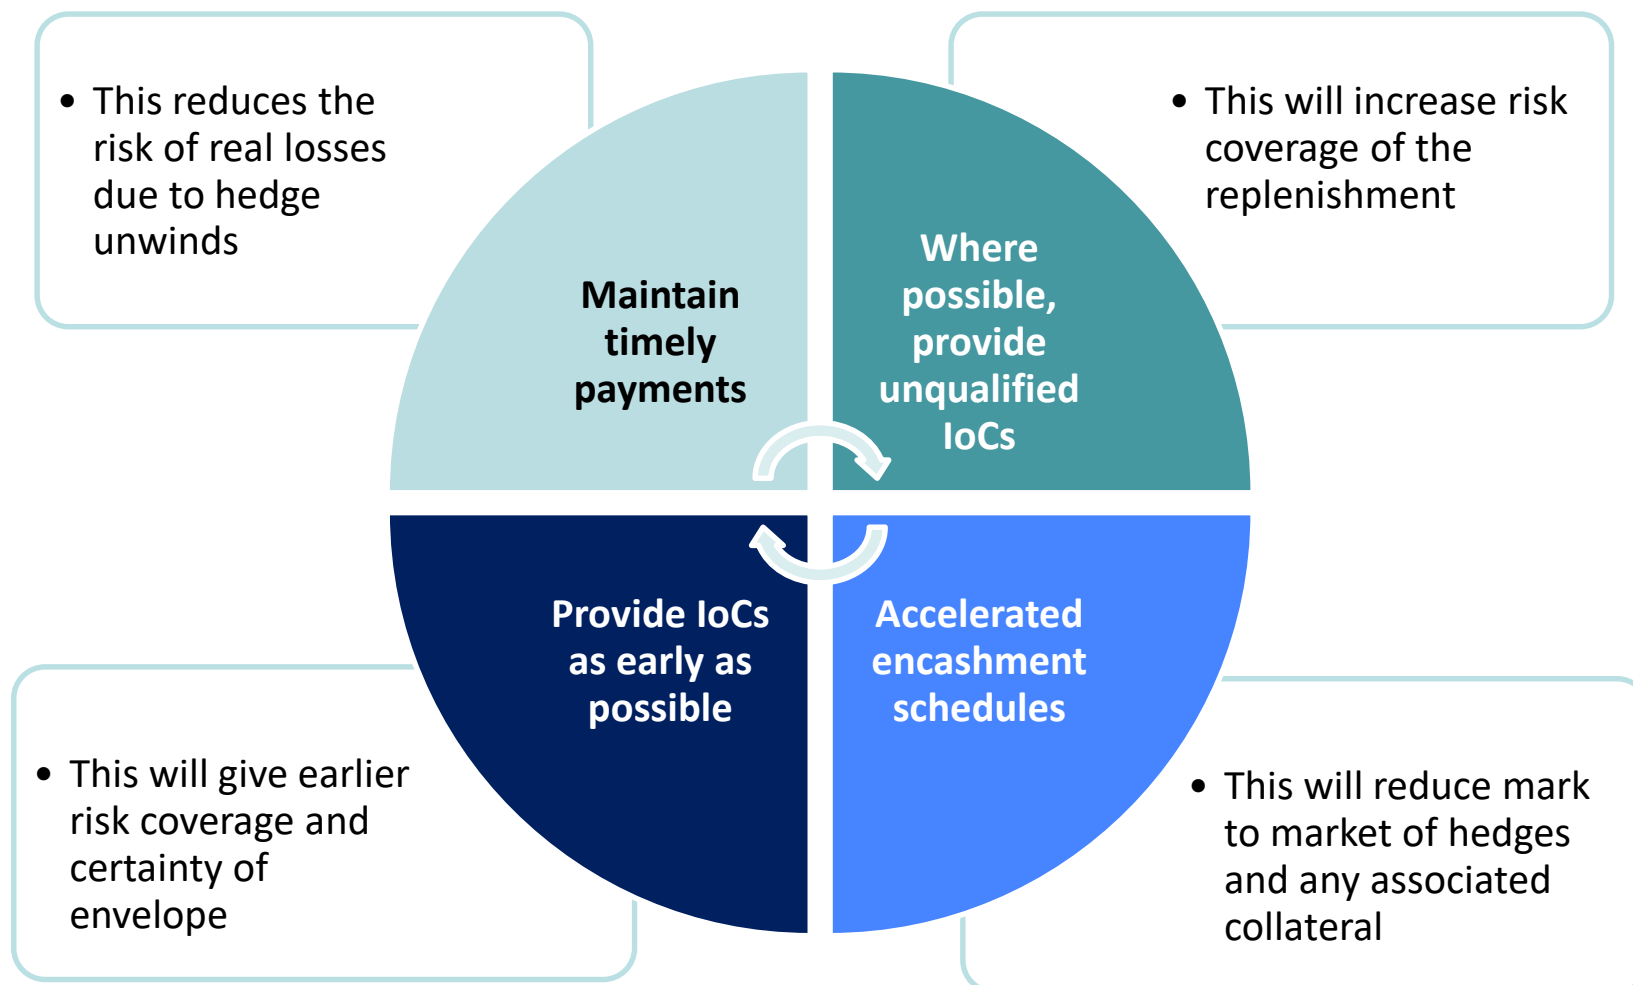 • This reduces the
risk of real losses
due to hedge
unwinds
• This will increase risk
coverage of the
replenishment
Maintain
timely
payments
Where
possible,
provide
unqualified
IoCs
Provide IoCs
as early as
possible
Accelerated
encashment
schedules
• This will give earlier
risk coverage and
certainty of
envelope
• This will reduce mark
to market of hedges
and any associated
collateral